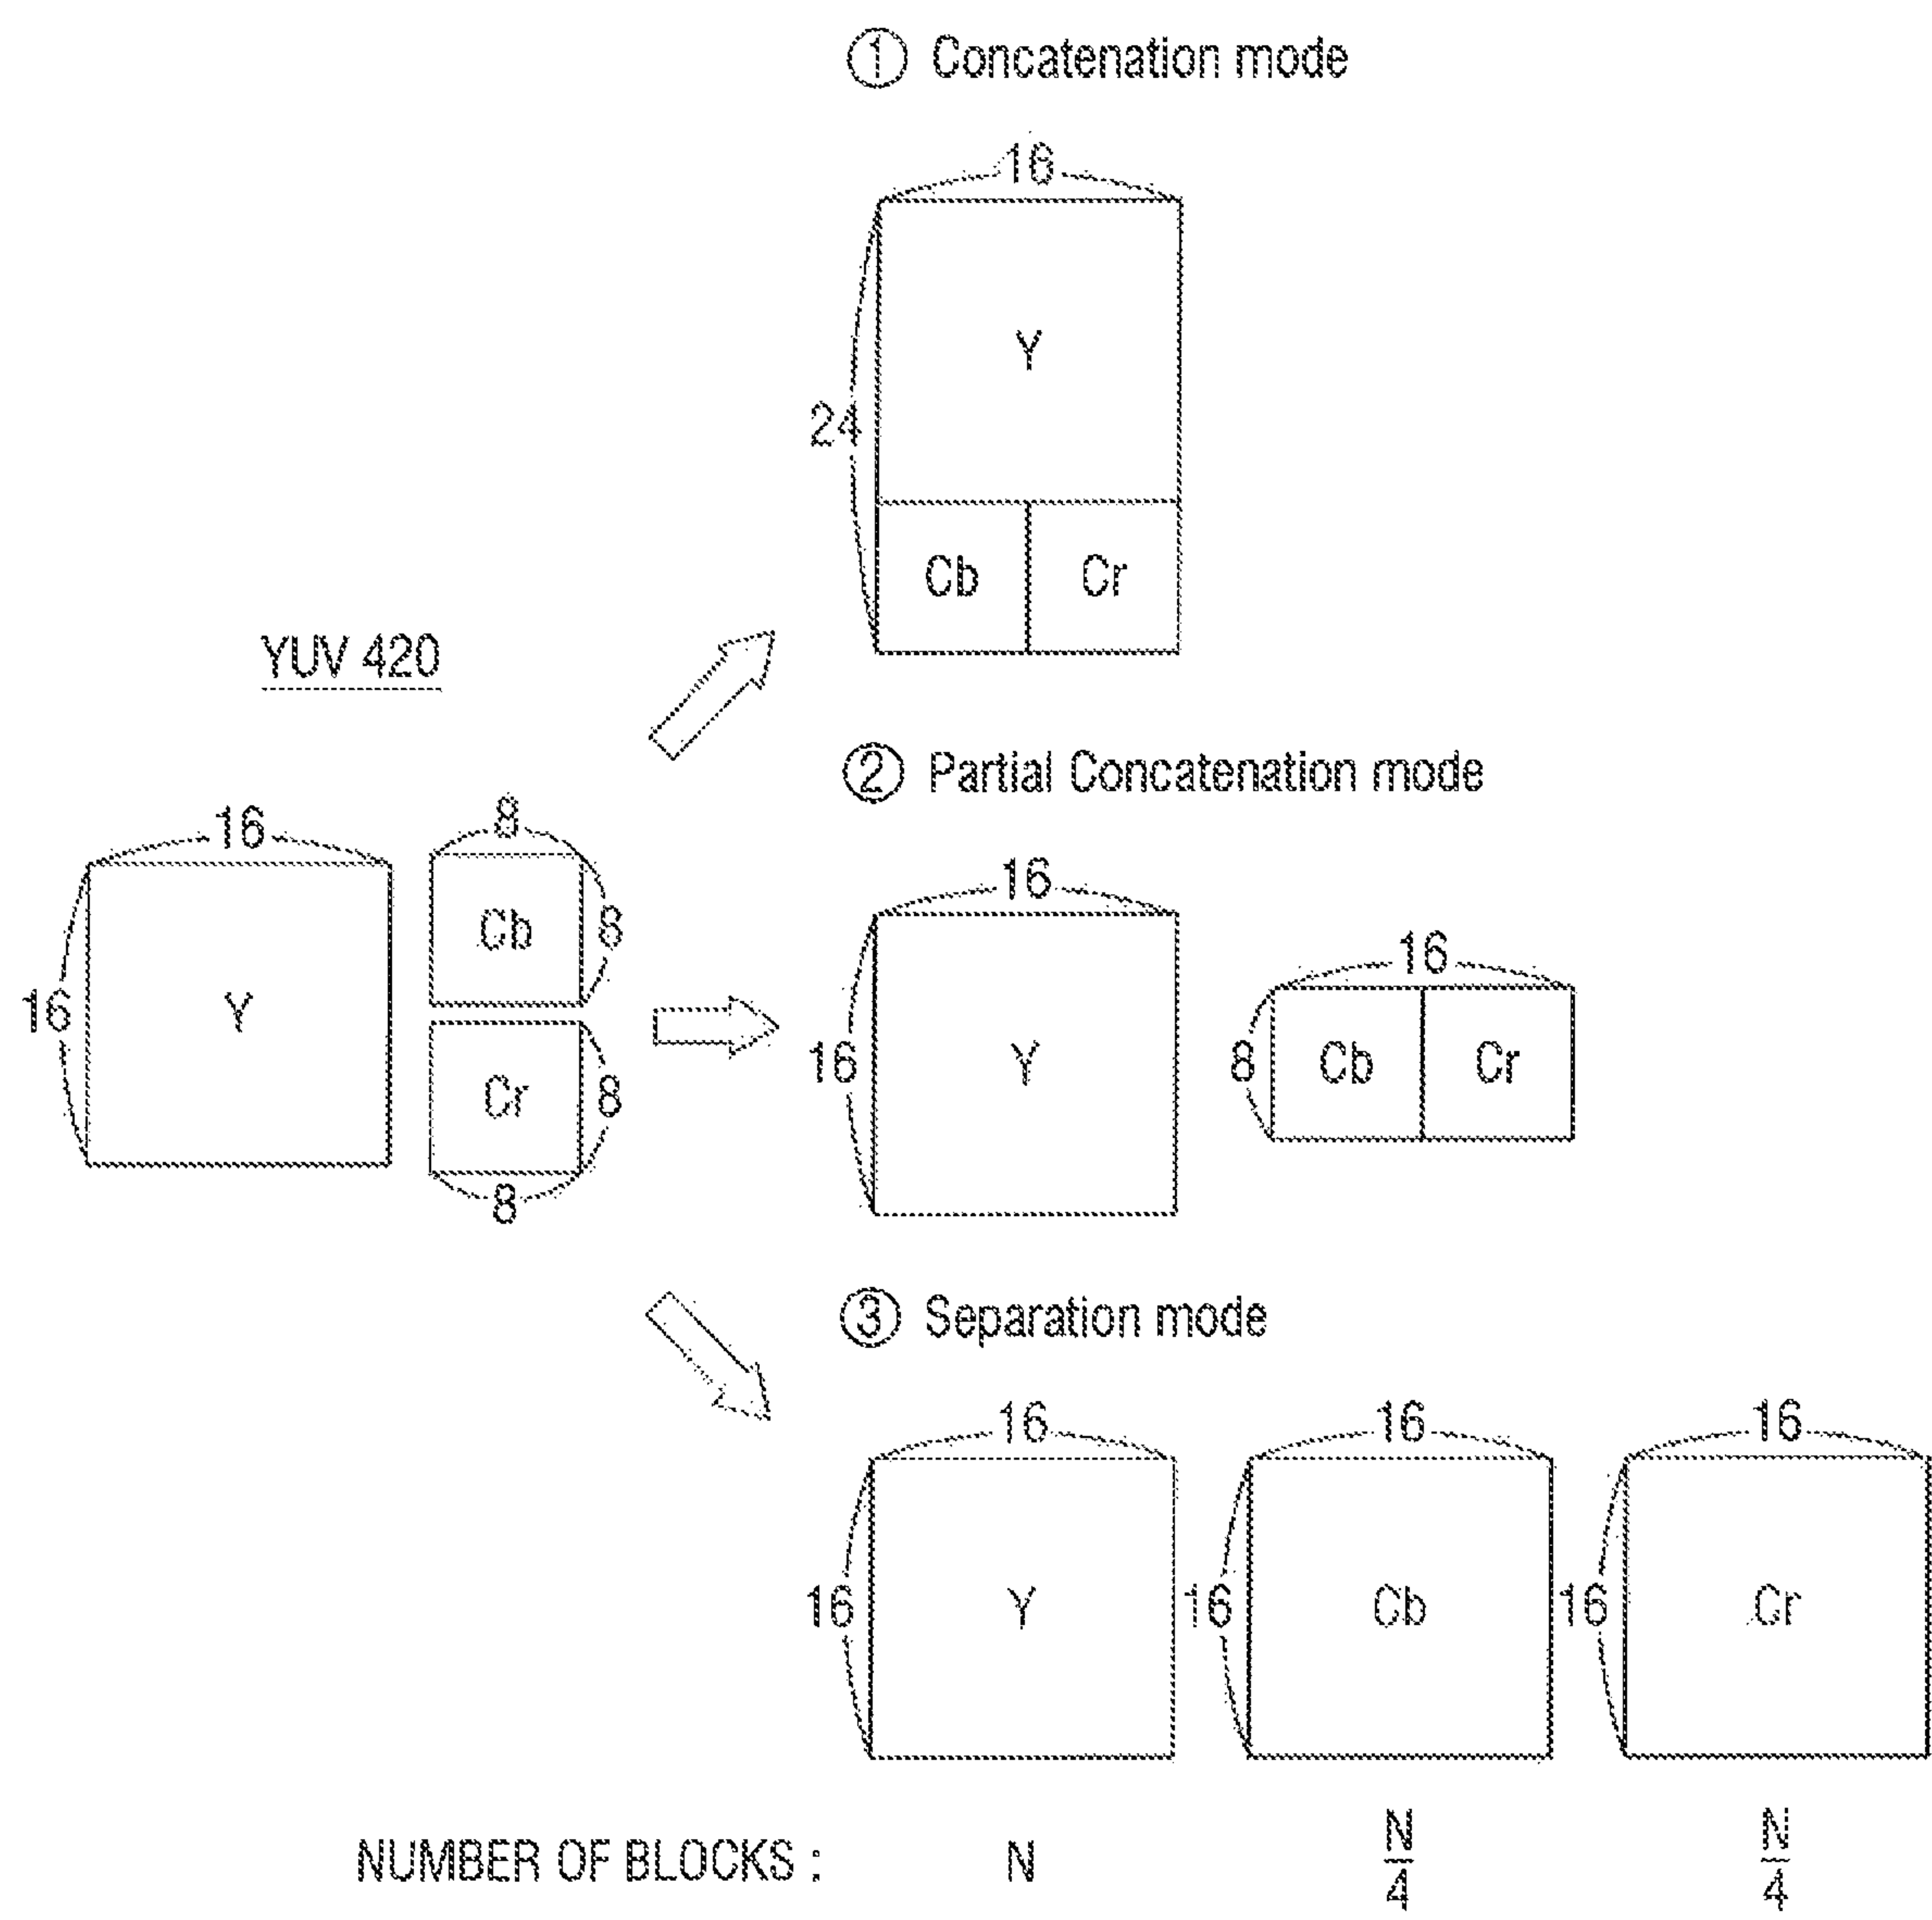 ① Concatenation mode
16
24
Y
Cb Cr
YUV 420
16
16
Y
8
Cb
8
Cr
8
8
② Partial Concatenation mode
16
16
Y
16
8
Cb Cr
③ Separation mode
16 16 16
16 Y 16 Cb 16 Cr
NUMBER OF BLOCKS : N N/4 N/4